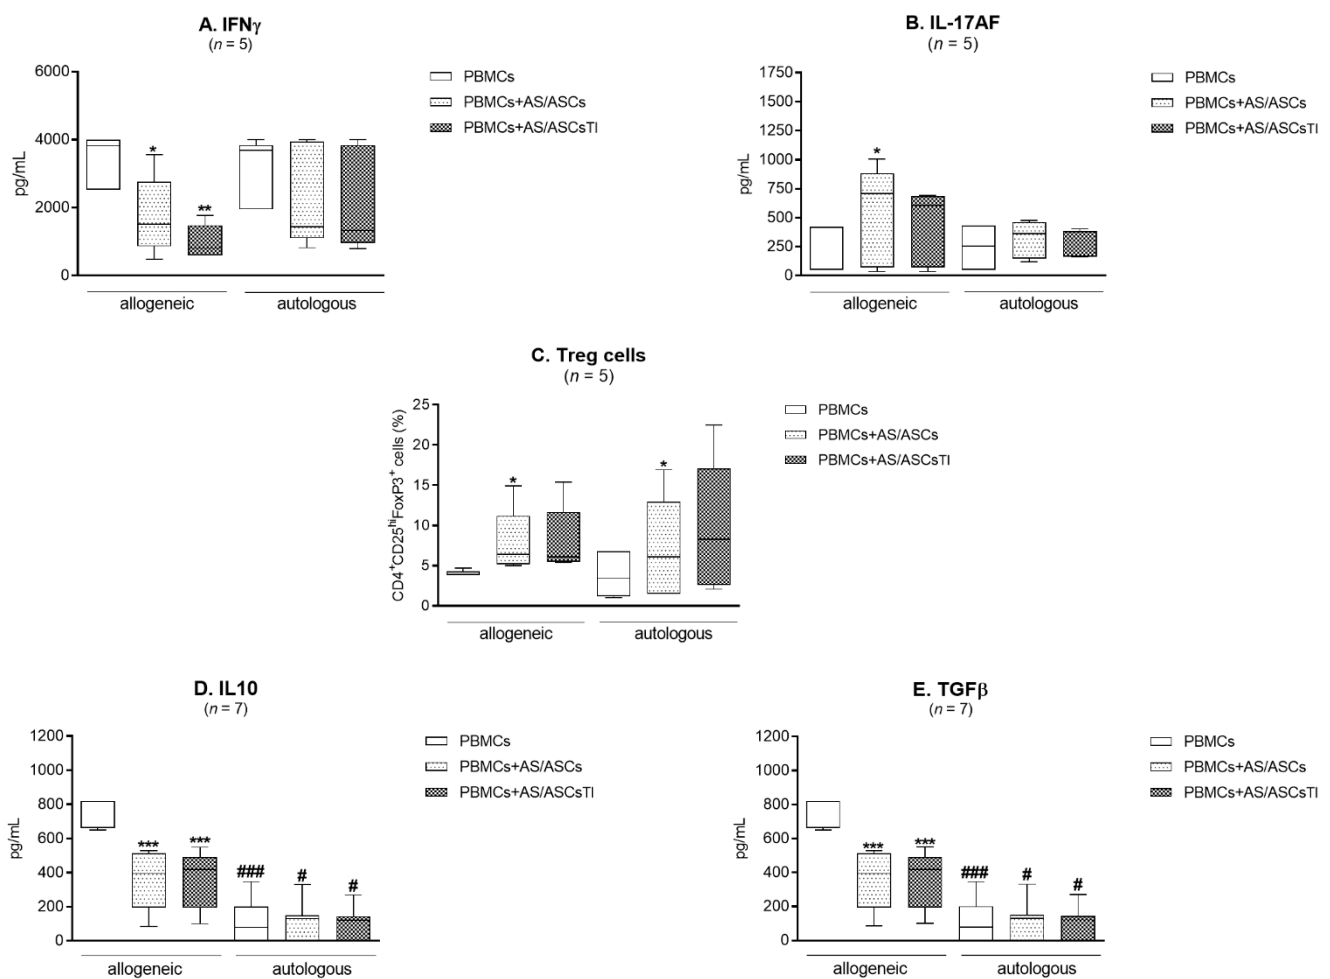 A. IFNγ
(n = 5)
6000
4000
2000
0
pg/mL
*
**
allogeneic
autologous
PBMCs
PBMCs+AS/ASCs
PBMCs+AS/ASCsTI
B. IL-17AF
(n = 5)
1750
1500
1250
1000
750
500
250
0
pg/mL
*
allogeneic
autologous
PBMCs
PBMCs+AS/ASCs
PBMCs+AS/ASCsTI
C. Treg cells
(n = 5)
25
20
15
10
5
0
CD4⁺CD25ʰⁱFoxP3⁺ cells (%)
*
*
allogeneic
autologous
PBMCs
PBMCs+AS/ASCs
PBMCs+AS/ASCsTI
D. IL10
(n = 7)
1200
1000
800
600
400
200
0
pg/mL
***
***
###
#
#
allogeneic
autologous
PBMCs
PBMCs+AS/ASCs
PBMCs+AS/ASCsTI
E. TGFβ
(n = 7)
1200
1000
800
600
400
200
0
pg/mL
***
***
###
#
#
allogeneic
autologous
PBMCs
PBMCs+AS/ASCs
PBMCs+AS/ASCsTI